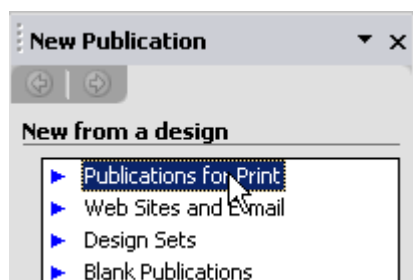 New Publication
New from a design
Publications for Print
Web Sites and E-mail
Design Sets
Blank Publications